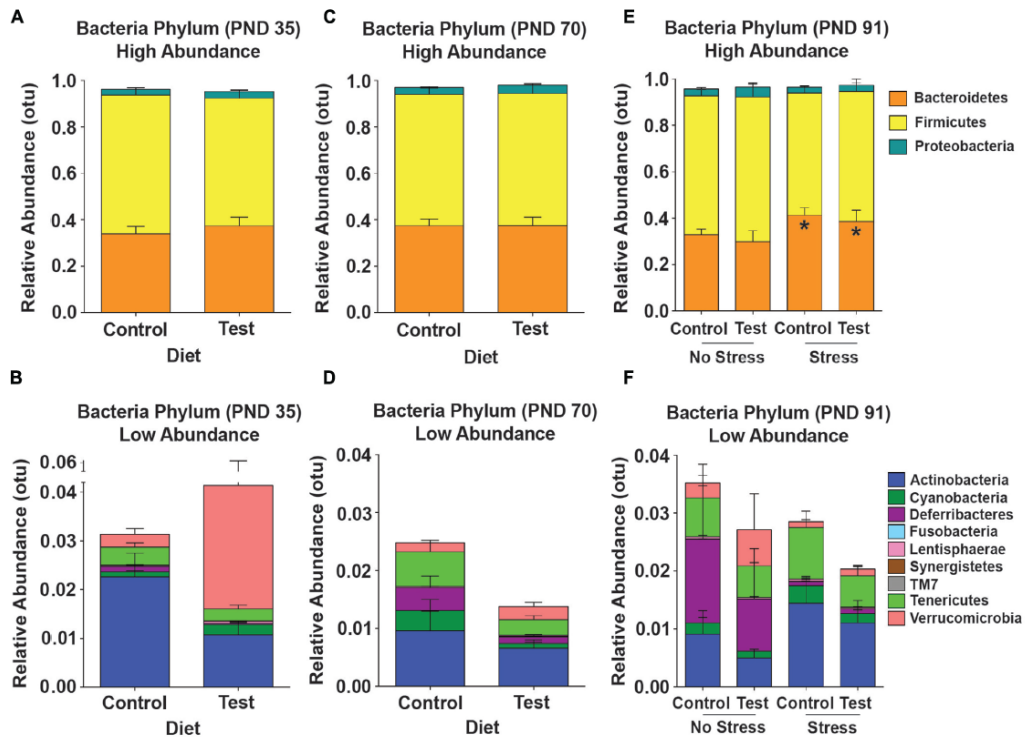 A
Bacteria Phylum (PND 35)
High Abundance
Relative Abundance (otu)
1.0
0.8
0.6
0.4
0.2
0.0
Control Test
Diet
C
Bacteria Phylum (PND 70)
High Abundance
Relative Abundance (otu)
1.0
0.8
0.6
0.4
0.2
0.0
Control Test
Diet
E
Bacteria Phylum (PND 91)
High Abundance
Relative Abundance (otu)
1.0
0.8
0.6
0.4
0.2
0.0
* *
Control Test Control Test
No Stress Stress
Bacteroidetes
Firmicutes
Proteobacteria
B
Bacteria Phylum (PND 35)
Low Abundance
Relative Abundance (otu)
0.06
0.04
0.03
0.02
0.01
0.00
Control Test
Diet
D
Bacteria Phylum (PND 70)
Low Abundance
Relative Abundance (otu)
0.04
0.03
0.02
0.01
0.00
Control Test
Diet
F
Bacteria Phylum (PND 91)
Low Abundance
Relative Abundance (otu)
0.04
0.03
0.02
0.01
0.00
Control Test Control Test
No Stress Stress
Actinobacteria
Cyanobacteria
Deferribacteres
Fusobacteria
Lentisphaerae
Synergistetes
TM7
Tenericutes
Verrucomicrobia